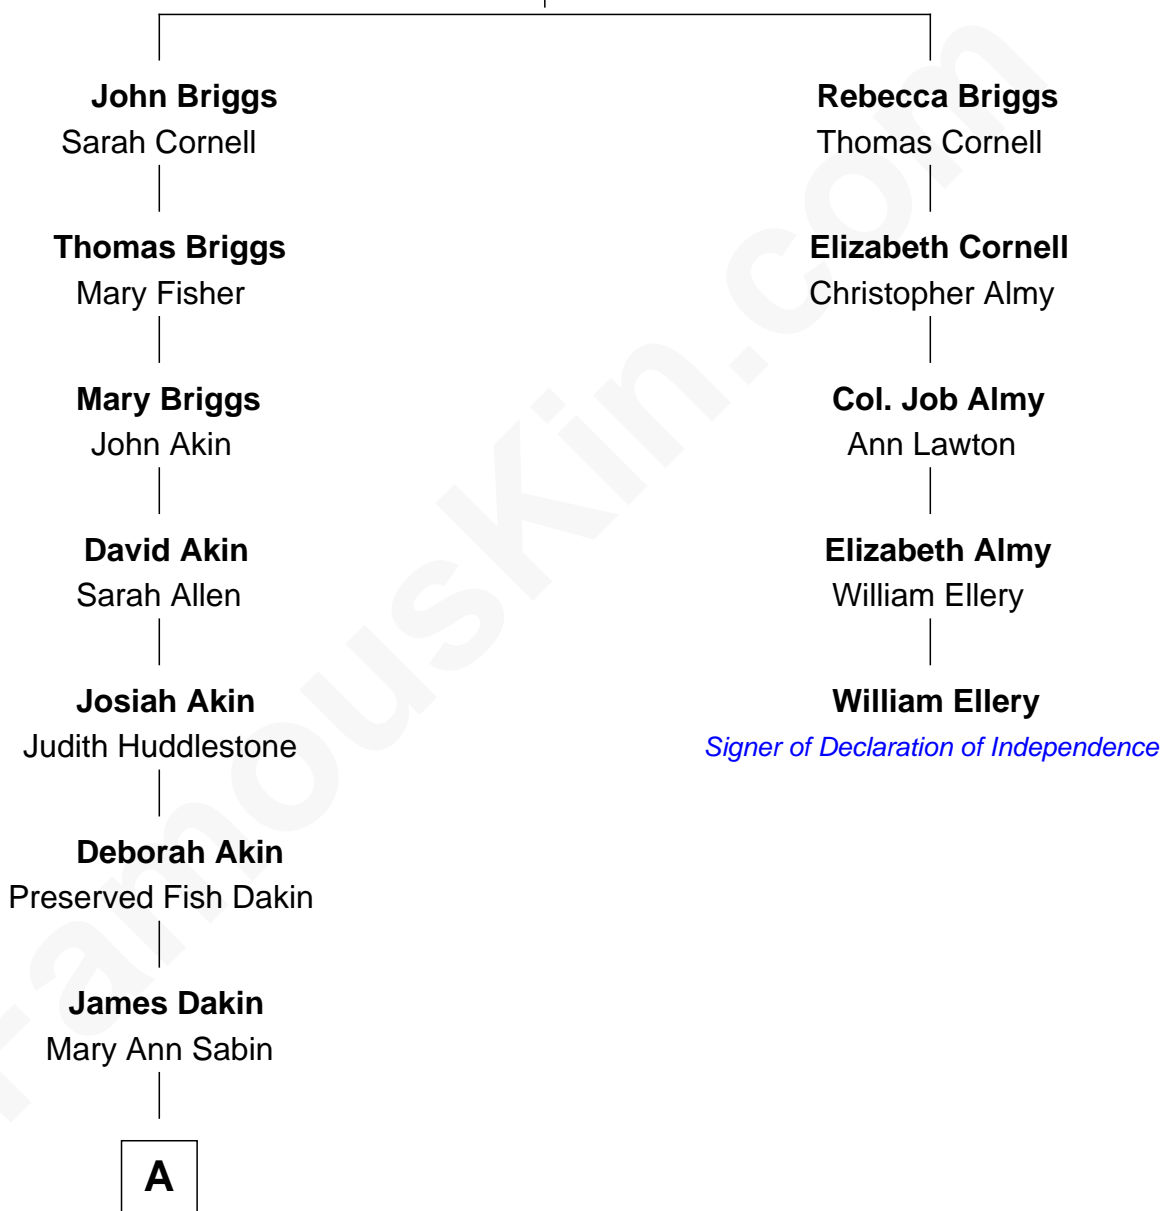 John Briggs
Sarah Cornell
Thomas Briggs
Mary Fisher
Mary Briggs
John Akin
David Akin
Sarah Allen
Josiah Akin
Judith Huddlestone
Deborah Akin
Preserved Fish Dakin
James Dakin
Mary Ann Sabin
A
Rebecca Briggs
Thomas Cornell
Elizabeth Cornell
Christopher Almy
Col. Job Almy
Ann Lawton
Elizabeth Almy
William Ellery
William Ellery
Signer of Declaration of Independence
FamousKin.com